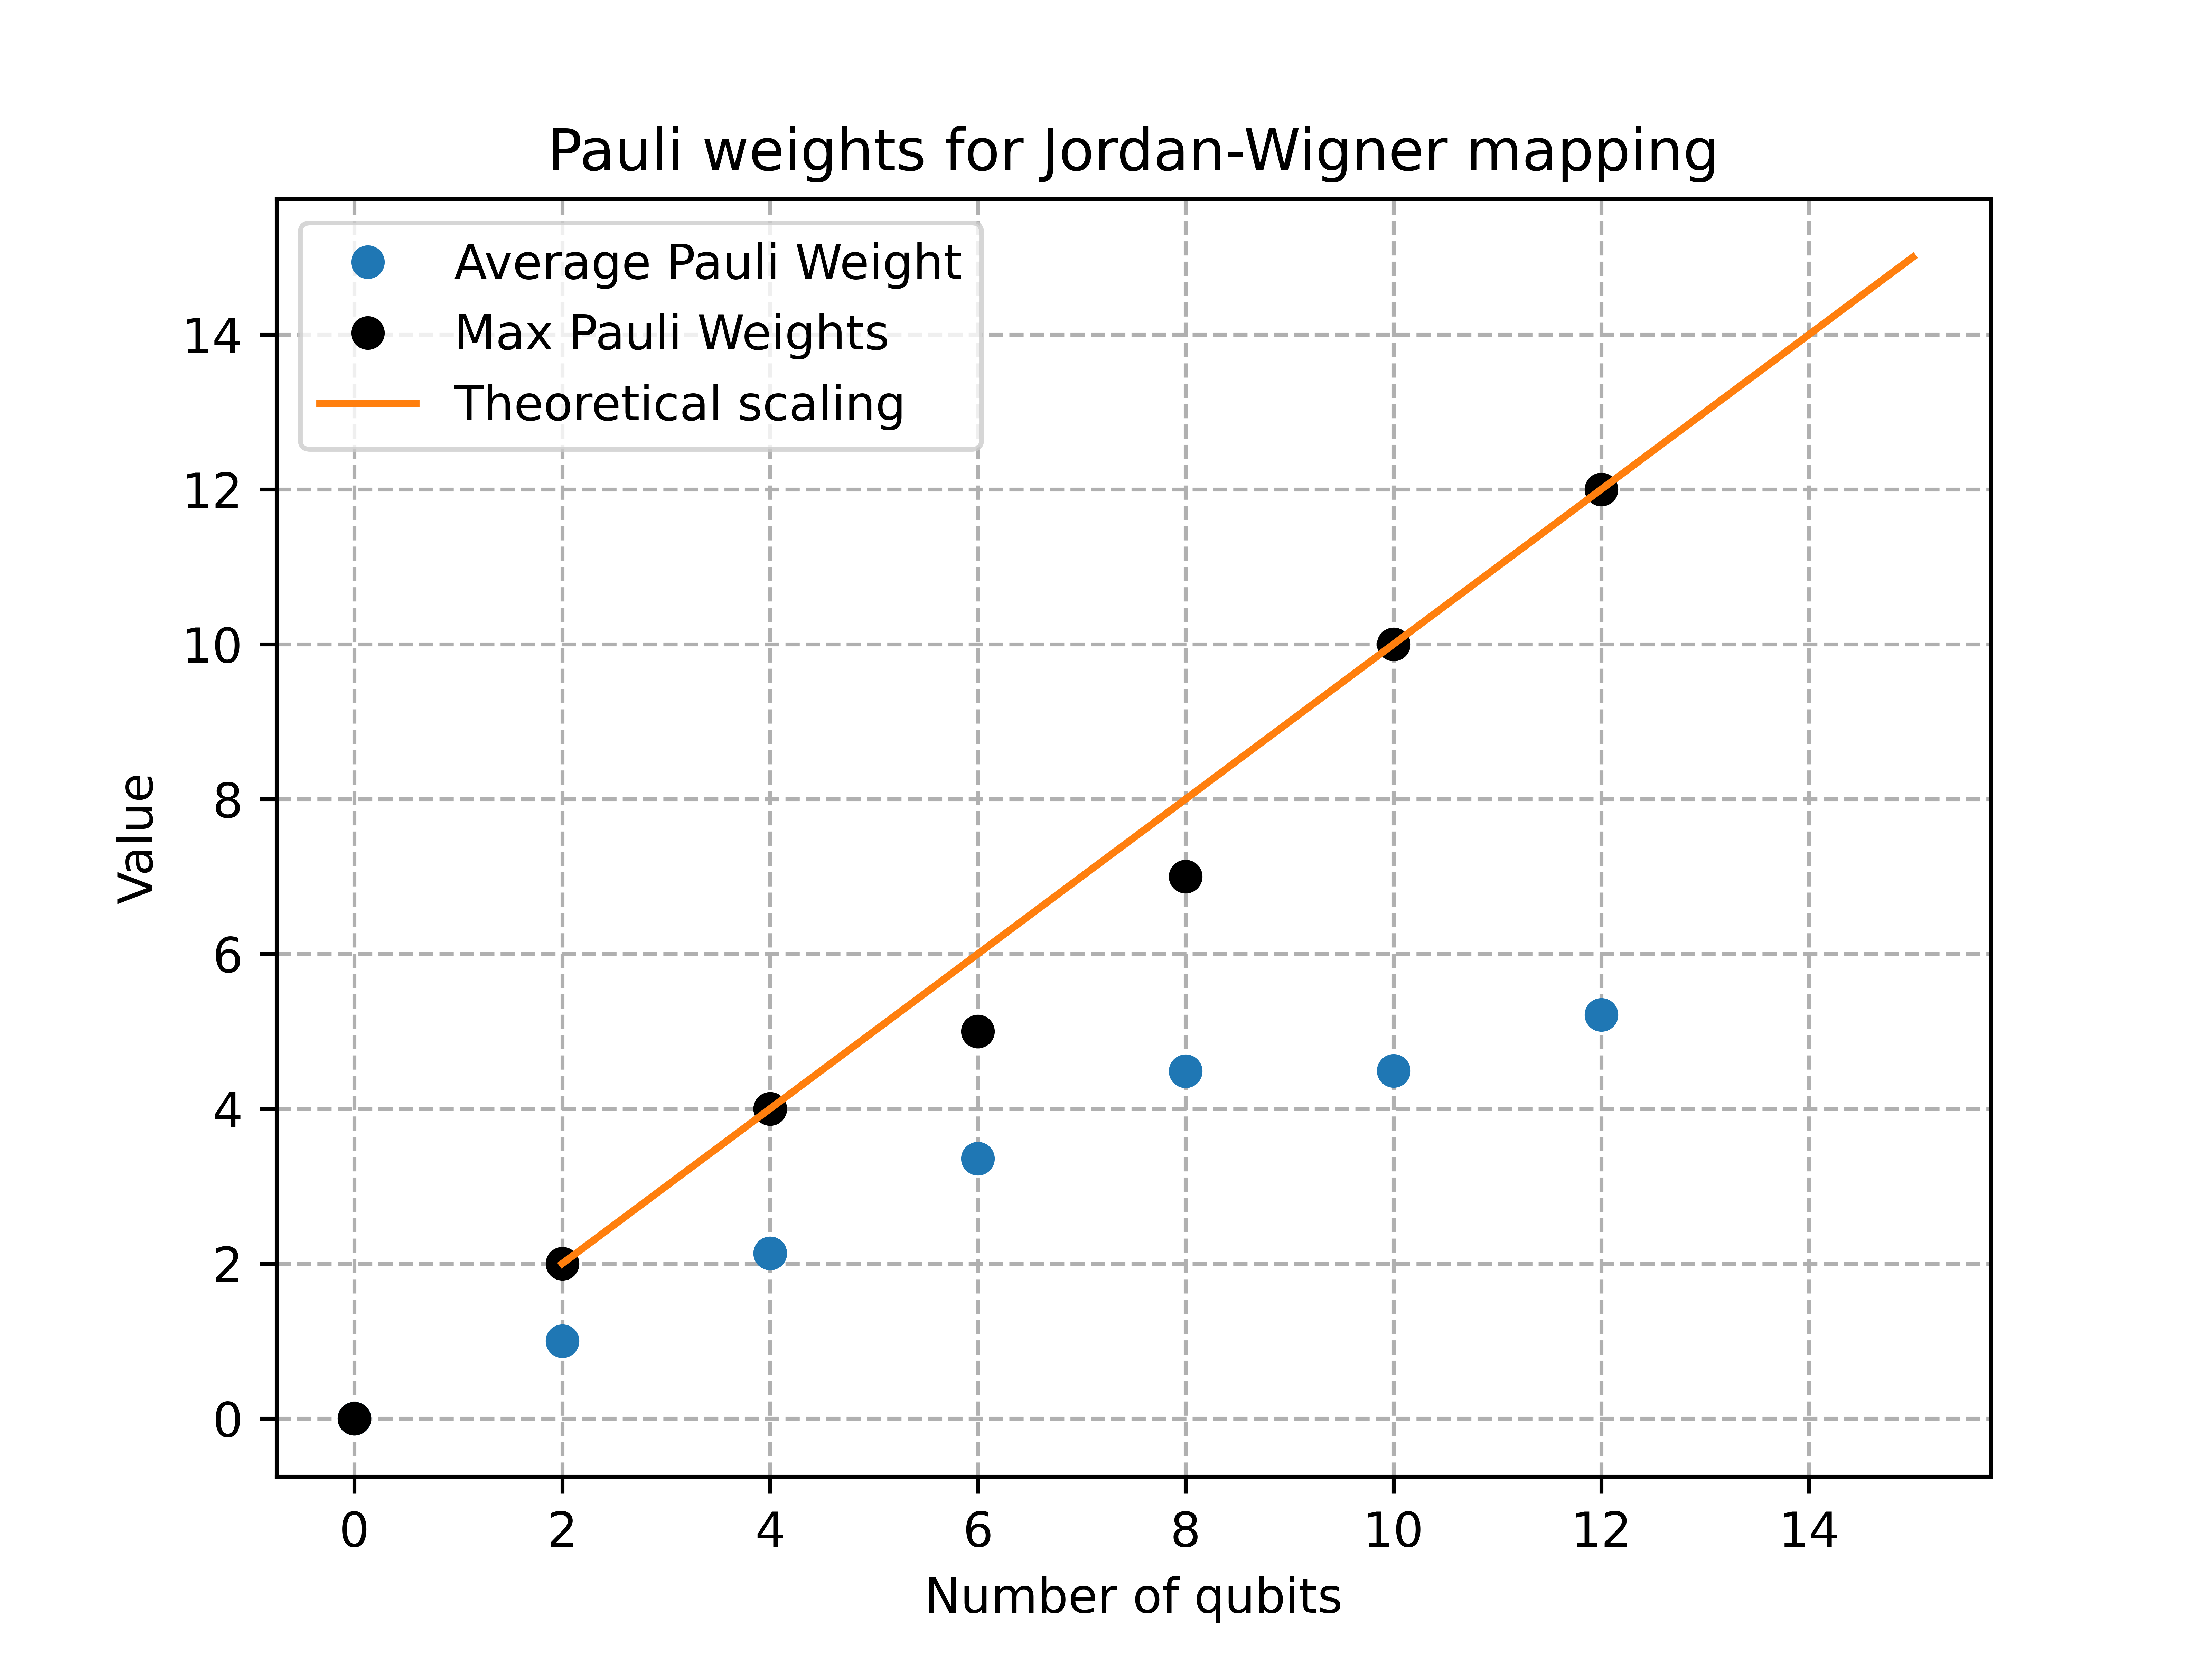 Pauli weights for Jordan-Wigner mapping
Average Pauli Weight
Max Pauli Weights
Theoretical scaling
14
12
10
8
6
4
2
0
Value
0 2 4 6 8 10 12 14
Number of qubits